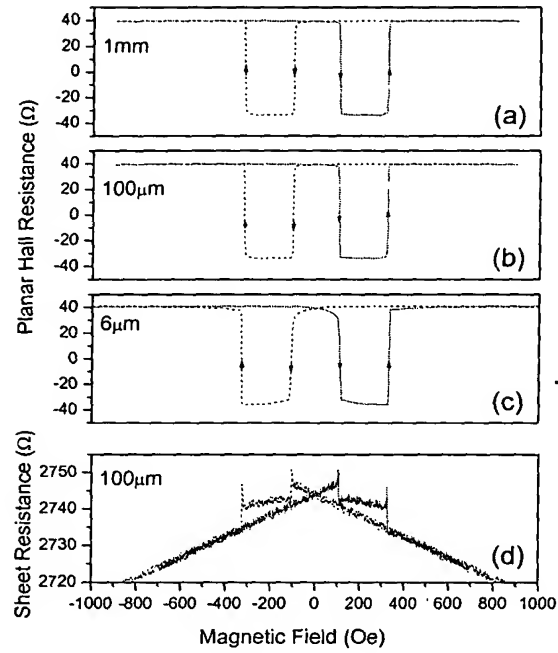 Planar Hall Resistance (Ω)
40
20
0
-20
-40
1mm
(a)
40
20
0
-20
-40
100μm
(b)
40
20
0
-20
-40
6μm
(c)
Sheet Resistance (Ω)
2750
2740
2730
2720
100μm
(d)
-1000 -800 -600 -400 -200 0 200 400 600 800 1000
Magnetic Field (Oe)